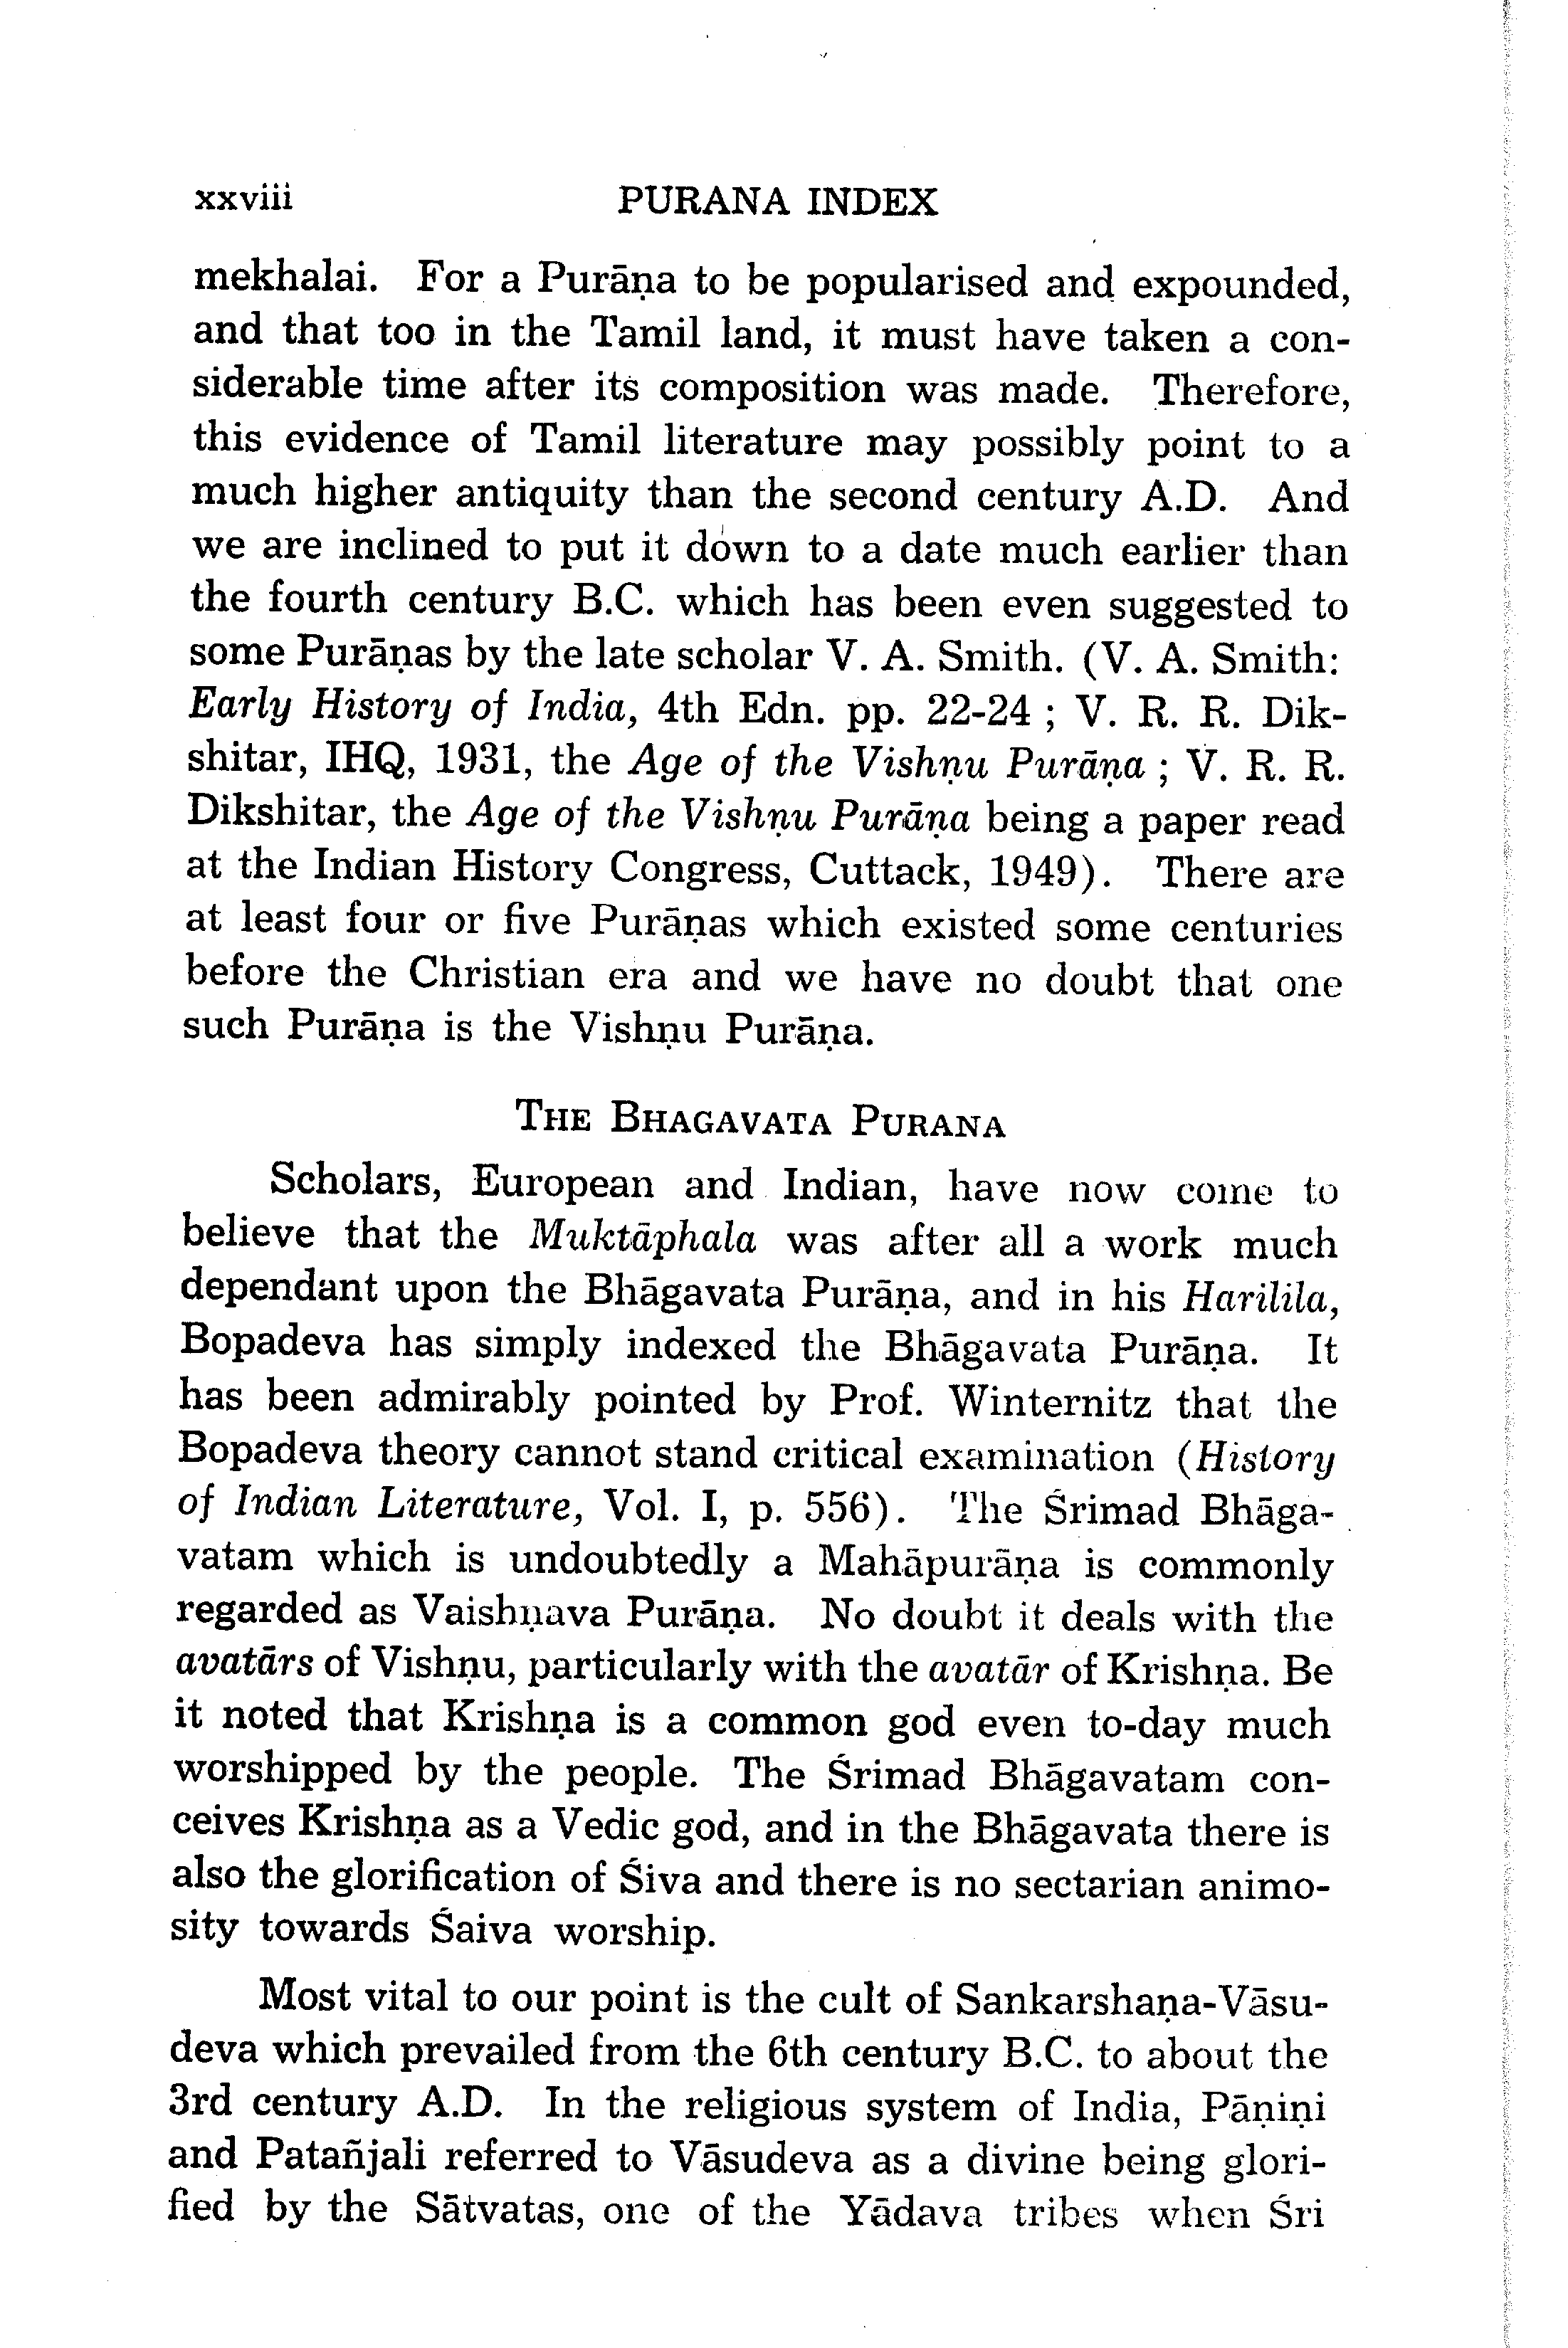 xxviii PURANA INDEX
mekhalai. For a Purāṇa to be popularised and expounded,
and that too in the Tamil land, it must have taken a con-
siderable time after its composition was made. Therefore,
this evidence of Tamil literature may possibly point to a
much higher antiquity than the second century A.D. And
we are inclined to put it down to a date much earlier than
the fourth century B.C. which has been even suggested to
some Purāṇas by the late scholar V. A. Smith. (V. A. Smith:
Early History of India, 4th Edn. pp. 22-24 ; V. R. R. Dik-
shitar, IHQ, 1931, the Age of the Vishṇu Purāṇa ; V. R. R.
Dikshitar, the Age of the Vishṇu Purāṇa being a paper read
at the Indian History Congress, Cuttack, 1949). There are
at least four or five Purāṇas which existed some centuries
before the Christian era and we have no doubt that one
such Purāṇa is the Vishṇu Purāṇa.
THE BHAGAVATA PURANA
Scholars, European and Indian, have now come to
believe that the Muktāphala was after all a work much
dependant upon the Bhāgavata Purāṇa, and in his Harilila,
Bopadeva has simply indexed the Bhāgavata Purāṇa. It
has been admirably pointed by Prof. Winternitz that the
Bopadeva theory cannot stand critical examination (History
of Indian Literature, Vol. I, p. 556). The Śrimad Bhāga-
vatam which is undoubtedly a Mahāpurāṇa is commonly
regarded as Vaishṇava Purāṇa. No doubt it deals with the
avatārs of Vishṇu, particularly with the avatār of Krishṇa. Be
it noted that Krishṇa is a common god even to-day much
worshipped by the people. The Śrimad Bhāgavatam con-
ceives Krishṇa as a Vedic god, and in the Bhāgavata there is
also the glorification of Śiva and there is no sectarian animo-
sity towards Śaiva worship.
Most vital to our point is the cult of Sankarshaṇa-Vāsu-
deva which prevailed from the 6th century B.C. to about the
3rd century A.D. In the religious system of India, Pāṇiṇi
and Patañjali referred to Vāsudeva as a divine being glori-
fied by the Sātvatas, one of the Yādava tribes when Śri